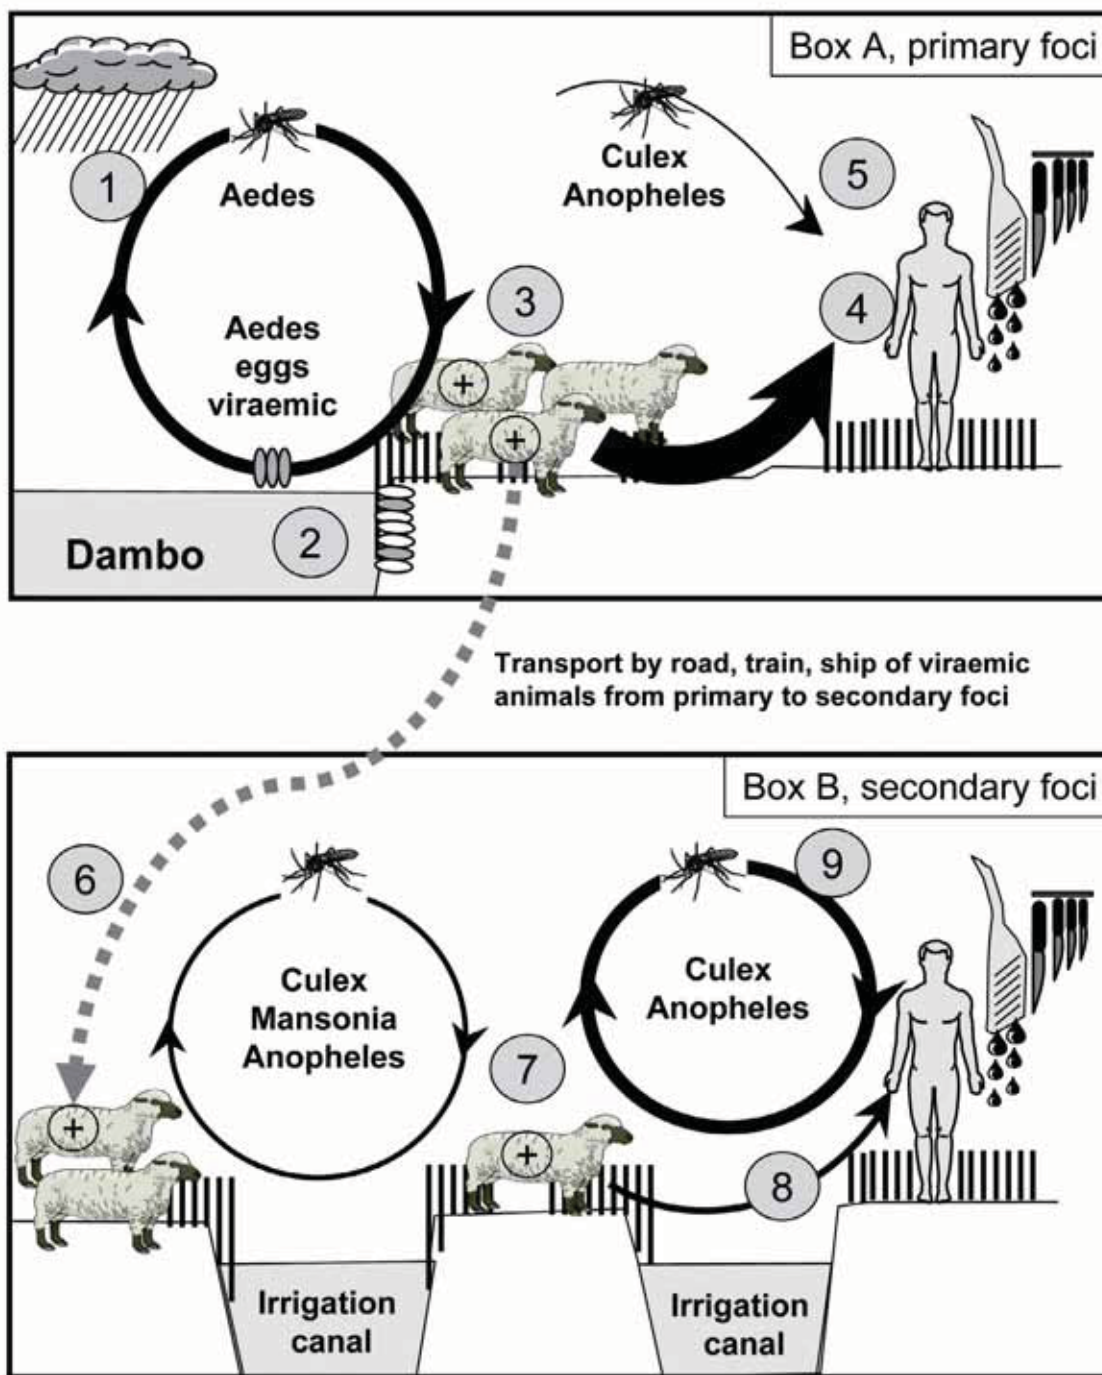 Box A, primary foci
1
Aedes
Culex
Anopheles
5
3
4
Aedes
eggs
viraemic
+
+
2
Dambo
Transport by road, train, ship of viraemic
animals from primary to secondary foci
Box B, secondary foci
6
9
Culex
Mansonia
Anopheles
Culex
Anopheles
7
+
+
8
Irrigation
canal
Irrigation
canal